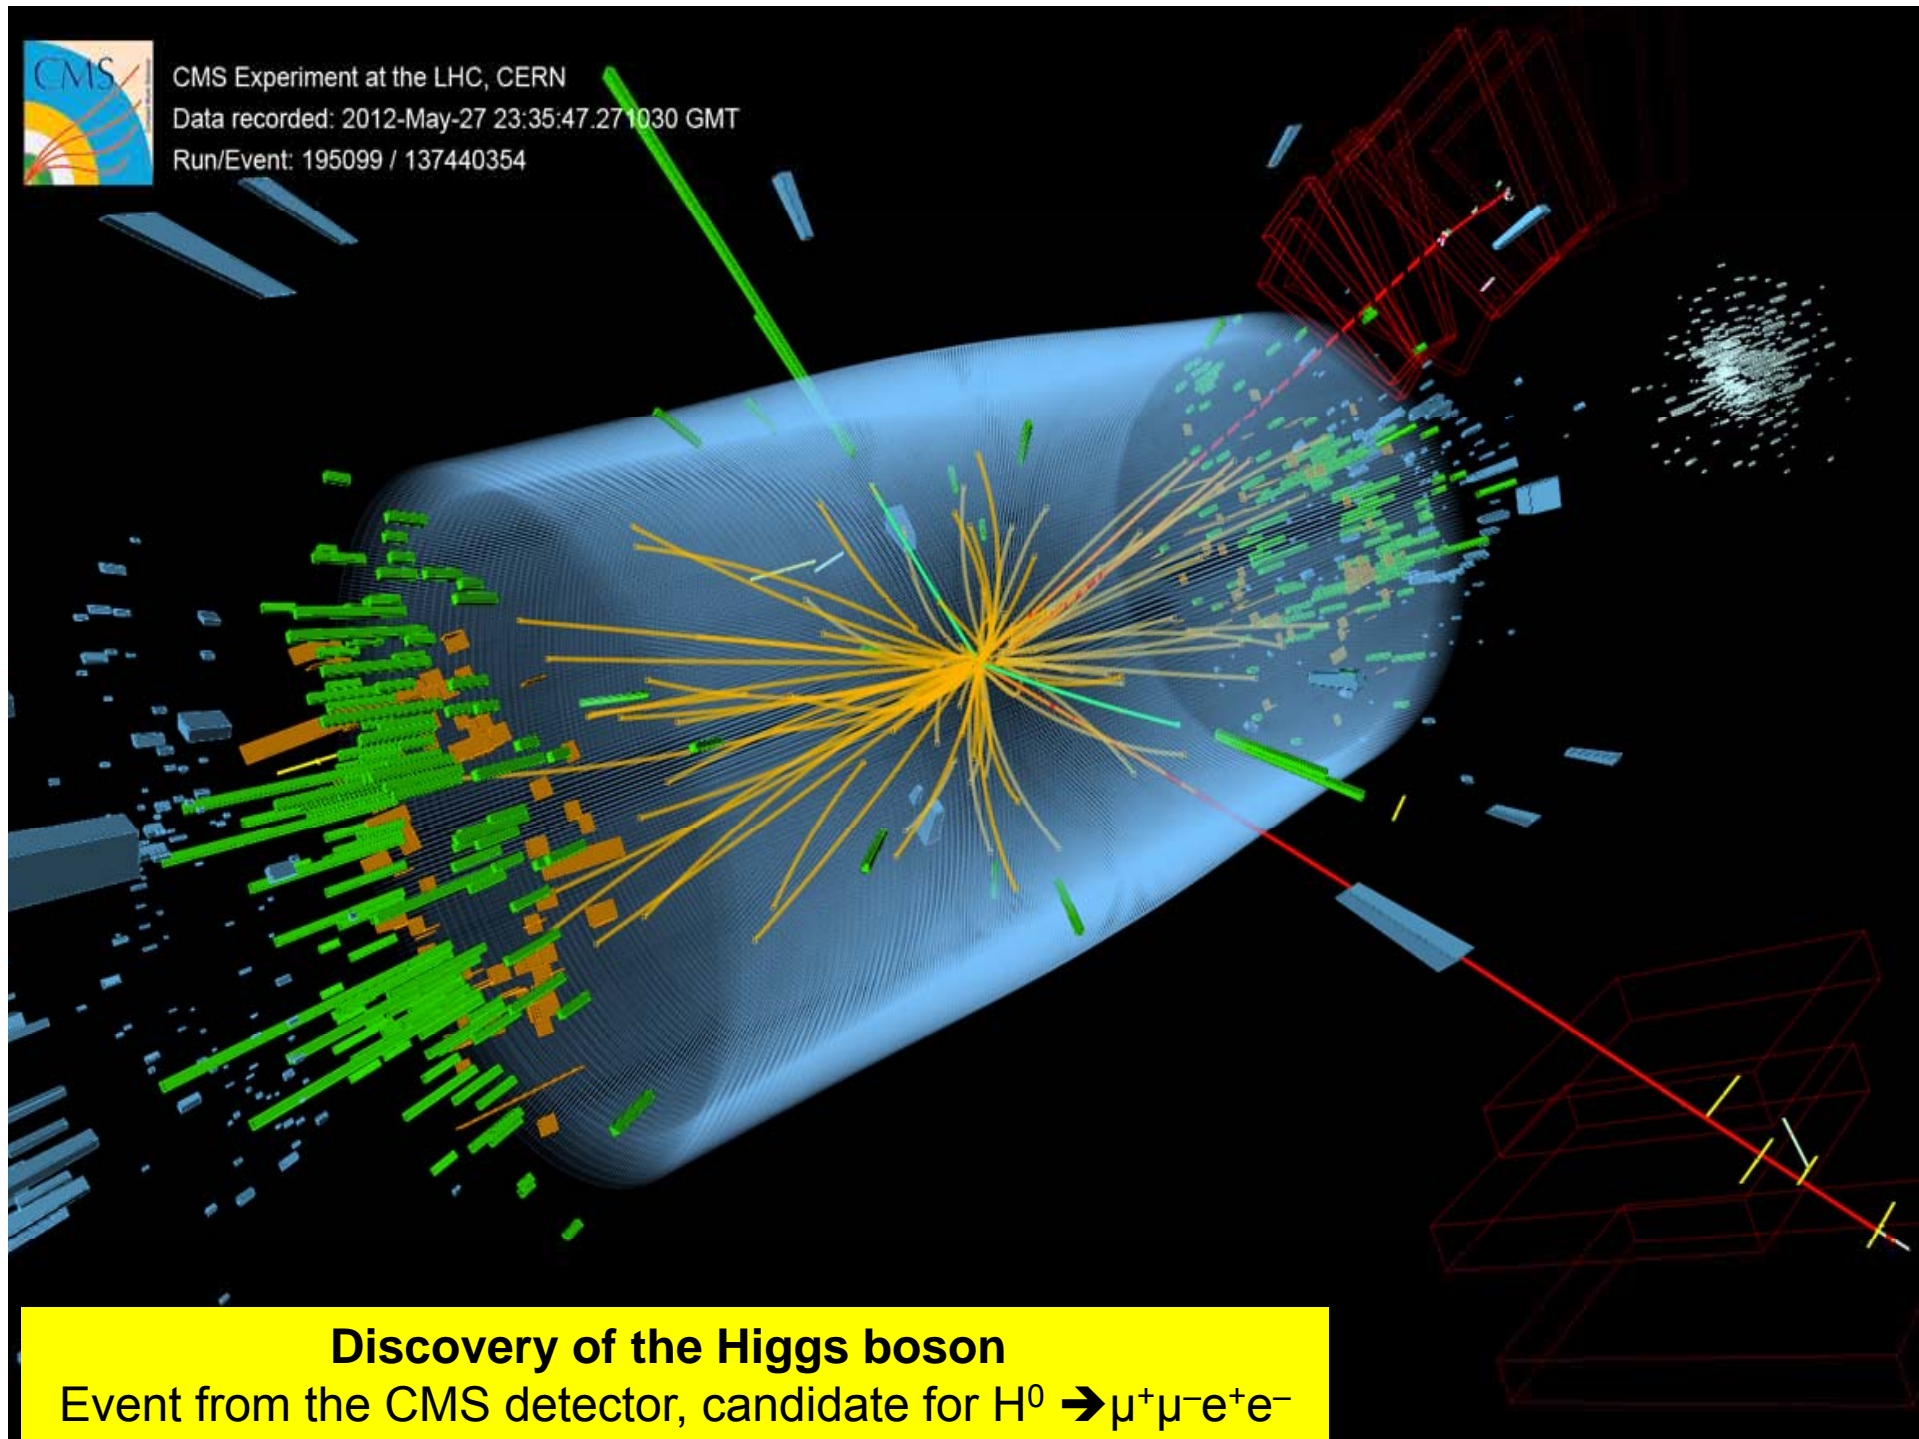 CMS
CMS Experiment at the LHC, CERN
Data recorded: 2012-May-27 23:35:47.271030 GMT
Run/Event: 195099 / 137440354
Discovery of the Higgs boson
Event from the CMS detector, candidate for H⁰ ➔µ⁺µ⁻e⁺e⁻